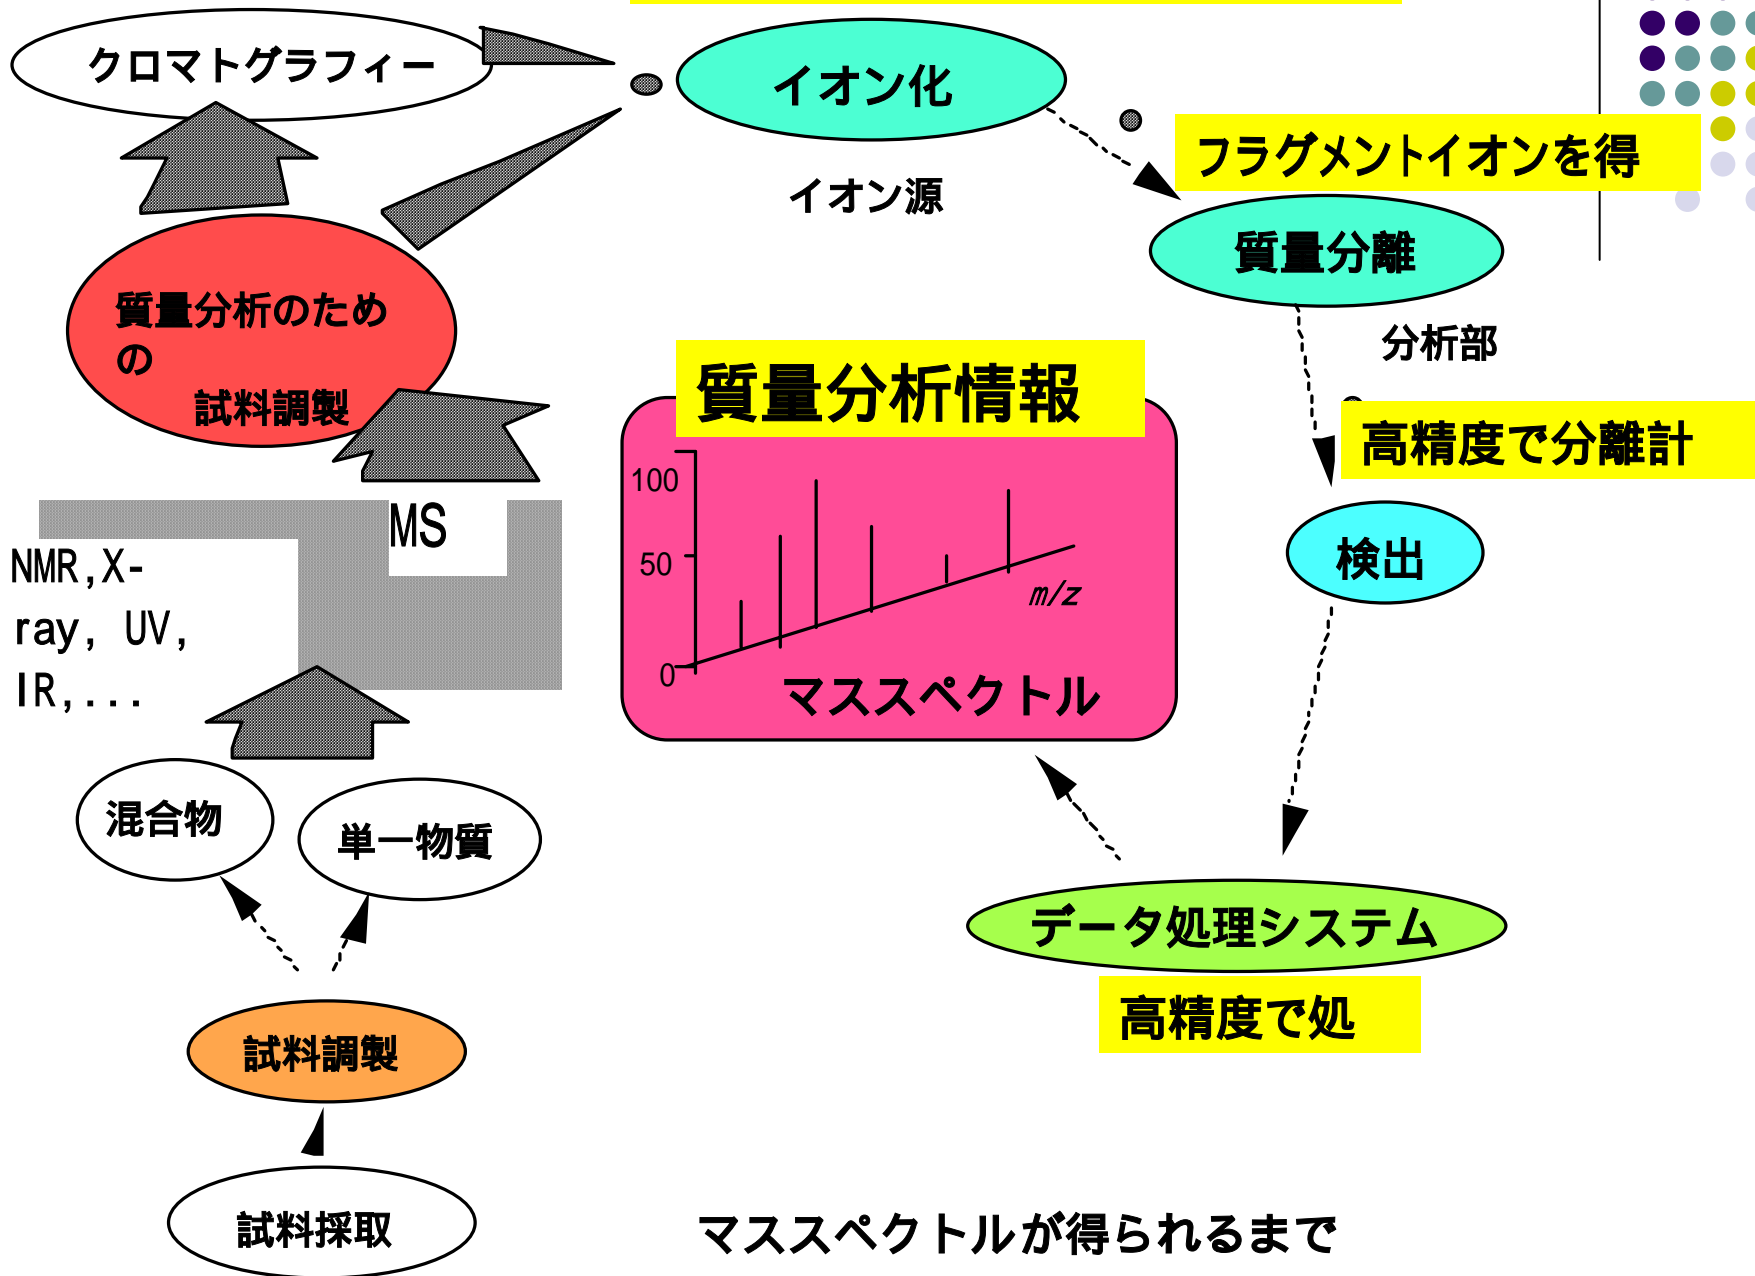 クロマトグラフィー
イオン化
フラグメントイオンを得
イオン源
質量分離
質量分析のため
の
試料調製
分析部
質量分析情報
高精度で分離計
100
50
0
m/z
マススペクトル
MS
NMR,X-
ray, UV,
IR,...
検出
混合物
単一物質
データ処理システム
高精度で処
試料調製
試料採取
マススペクトルが得られるまで